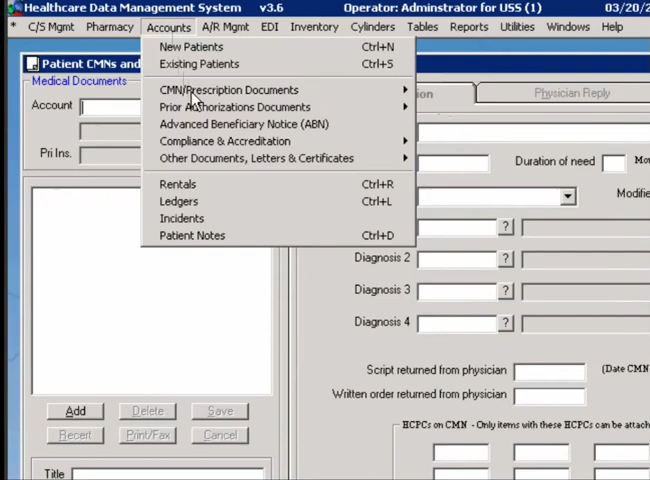 Healthcare Data Management System v3.6 Operator: Adminstrator for USS (1) 03/20/2
* C/S Mgmt Pharmacy Accounts A/R Mgmt EDI Inventory Cylinders Tables Reports Utilities Windows Help
New Patients Ctrl+N
Existing Patients Ctrl+S
CMN/Prescription Documents
Prior Authorizations Documents
Advanced Beneficiary Notice (ABN)
Compliance & Accreditation
Other Documents, Letters & Certificates
Rentals Ctrl+R
Ledgers Ctrl+L
Incidents
Patient Notes Ctrl+D
Patient CMNs and
Medical Documents
Account
Pri Ins.
Add Delete Save
Recert Print/Fax Cancel
Title
ion Physician Reply
Duration of need Mo
Modifie
?
Diagnosis 2 ?
Diagnosis 3 ?
Diagnosis 4 ?
Script returned from physician (Date CMN
Written order returned from physician
HCPCs on CMN - Only items with these HCPCs can be attach